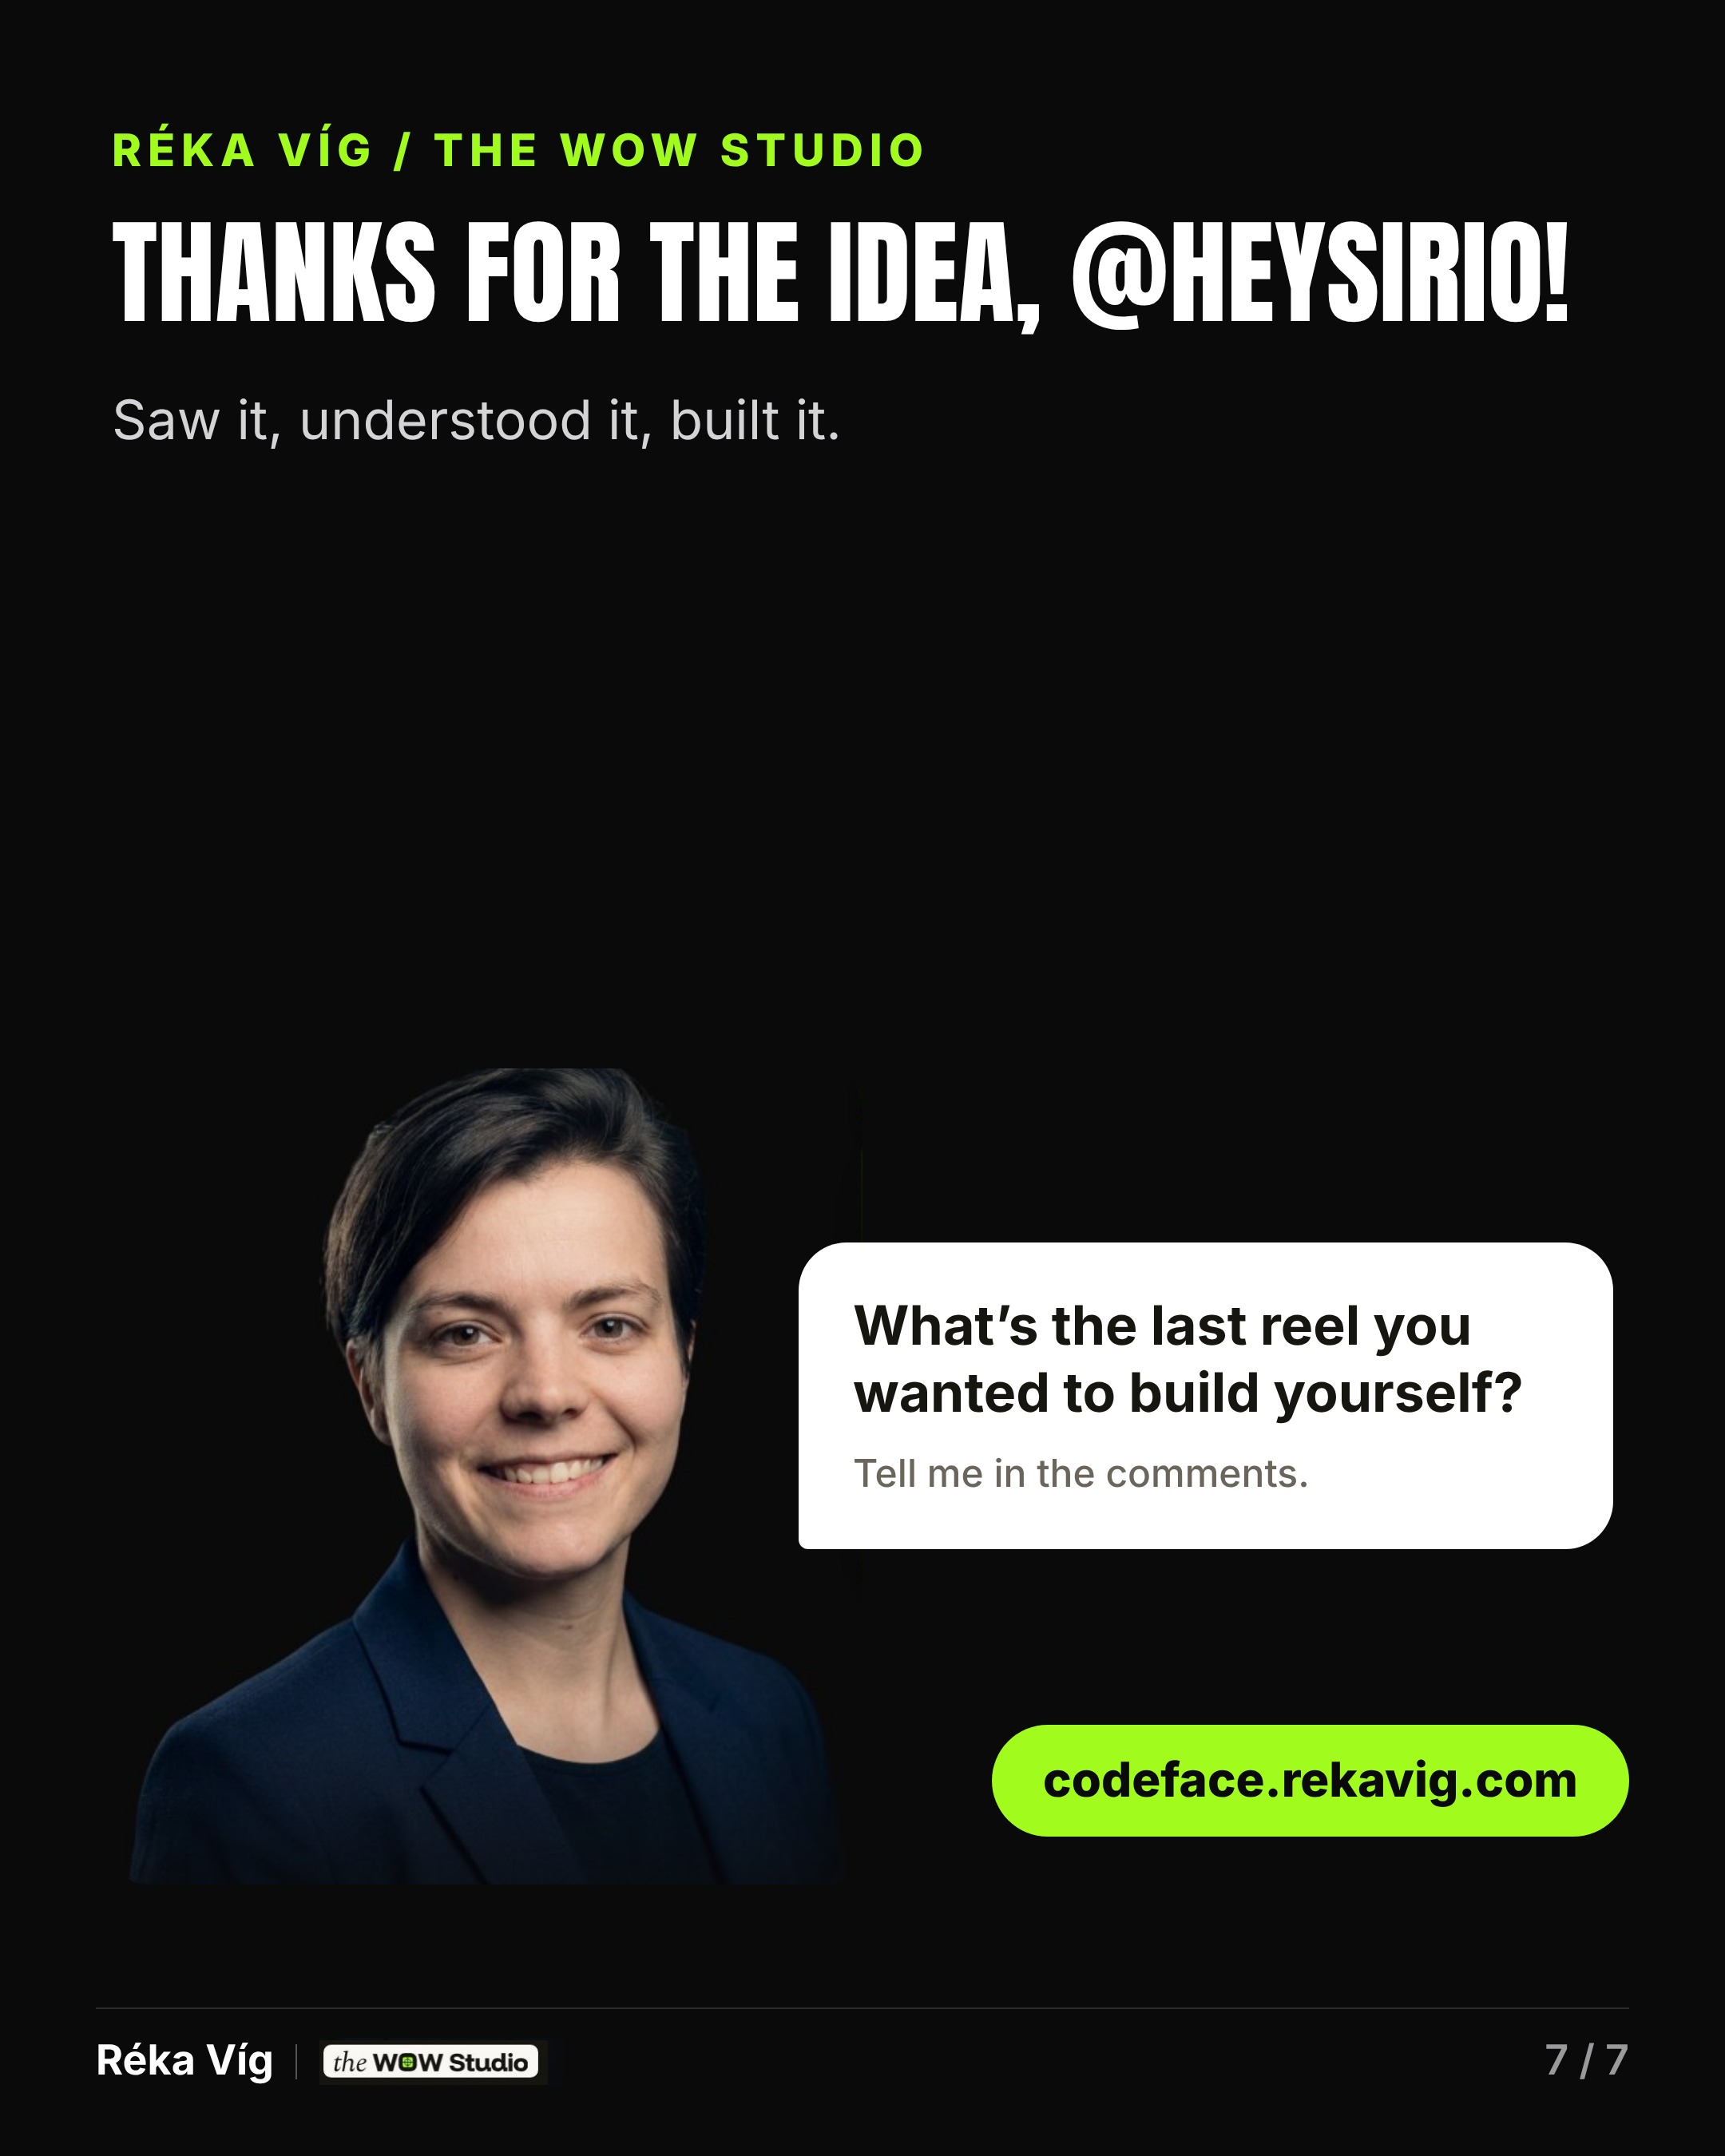 RÉKA VÍG / THE WOW STUDIO
THANKS FOR THE IDEA, @HEYSIRIO!
Saw it, understood it, built it.
What’s the last reel you
wanted to build yourself?
Tell me in the comments.
codeface.rekavig.com
Réka Víg
the WOW Studio
7 / 7